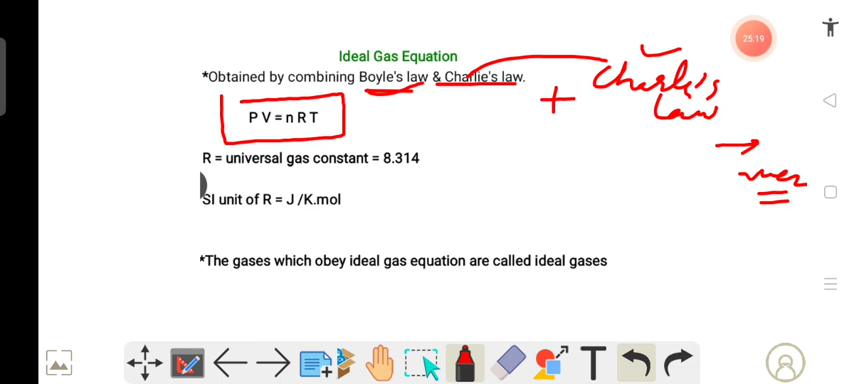 25:19
Ideal Gas Equation
*Obtained by combining Boyle's law & Charlie's law.
Charle's
Law
+
P V = n R T
R = universal gas constant = 8.314
SI unit of R = J /K.mol
*The gases which obey ideal gas equation are called ideal gases
T